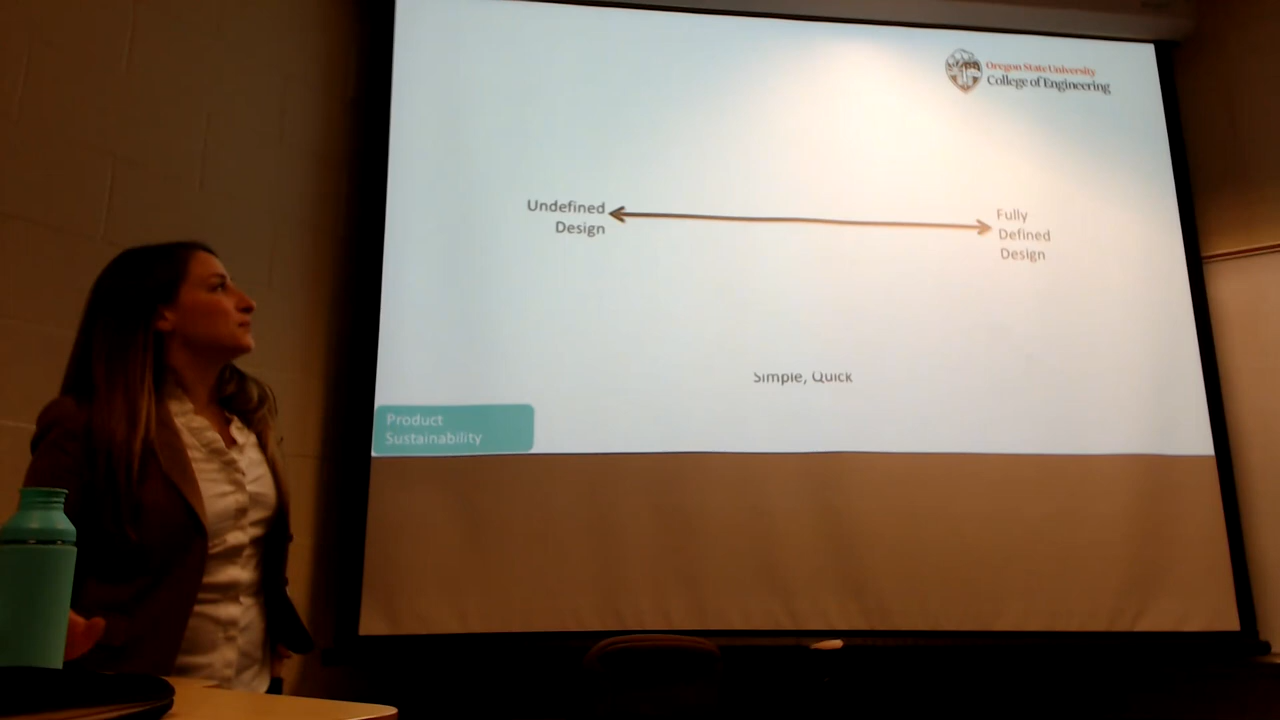 Oregon State University
College of Engineering
Undefined
Design
Fully
Defined
Design
Simple, Quick
Product
Sustainability